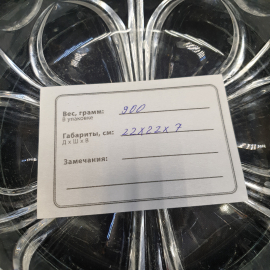 Вес, грамм: 900
В упаковке
Габариты, см: 22х22х7
Д х Ш х В
Замечания: